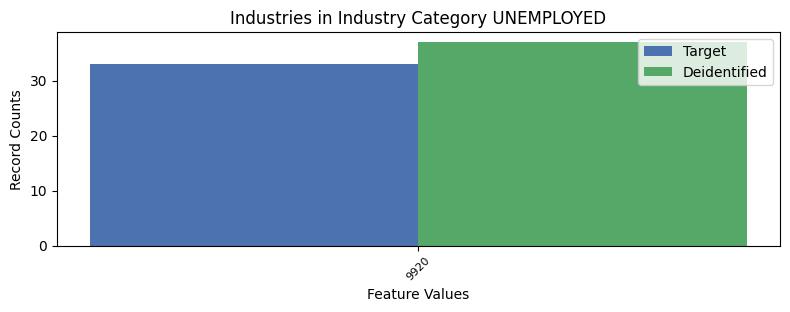 Industries in Industry Category UNEMPLOYED
Target
Deidentified
Record Counts
30
20
10
0
9920
Feature Values